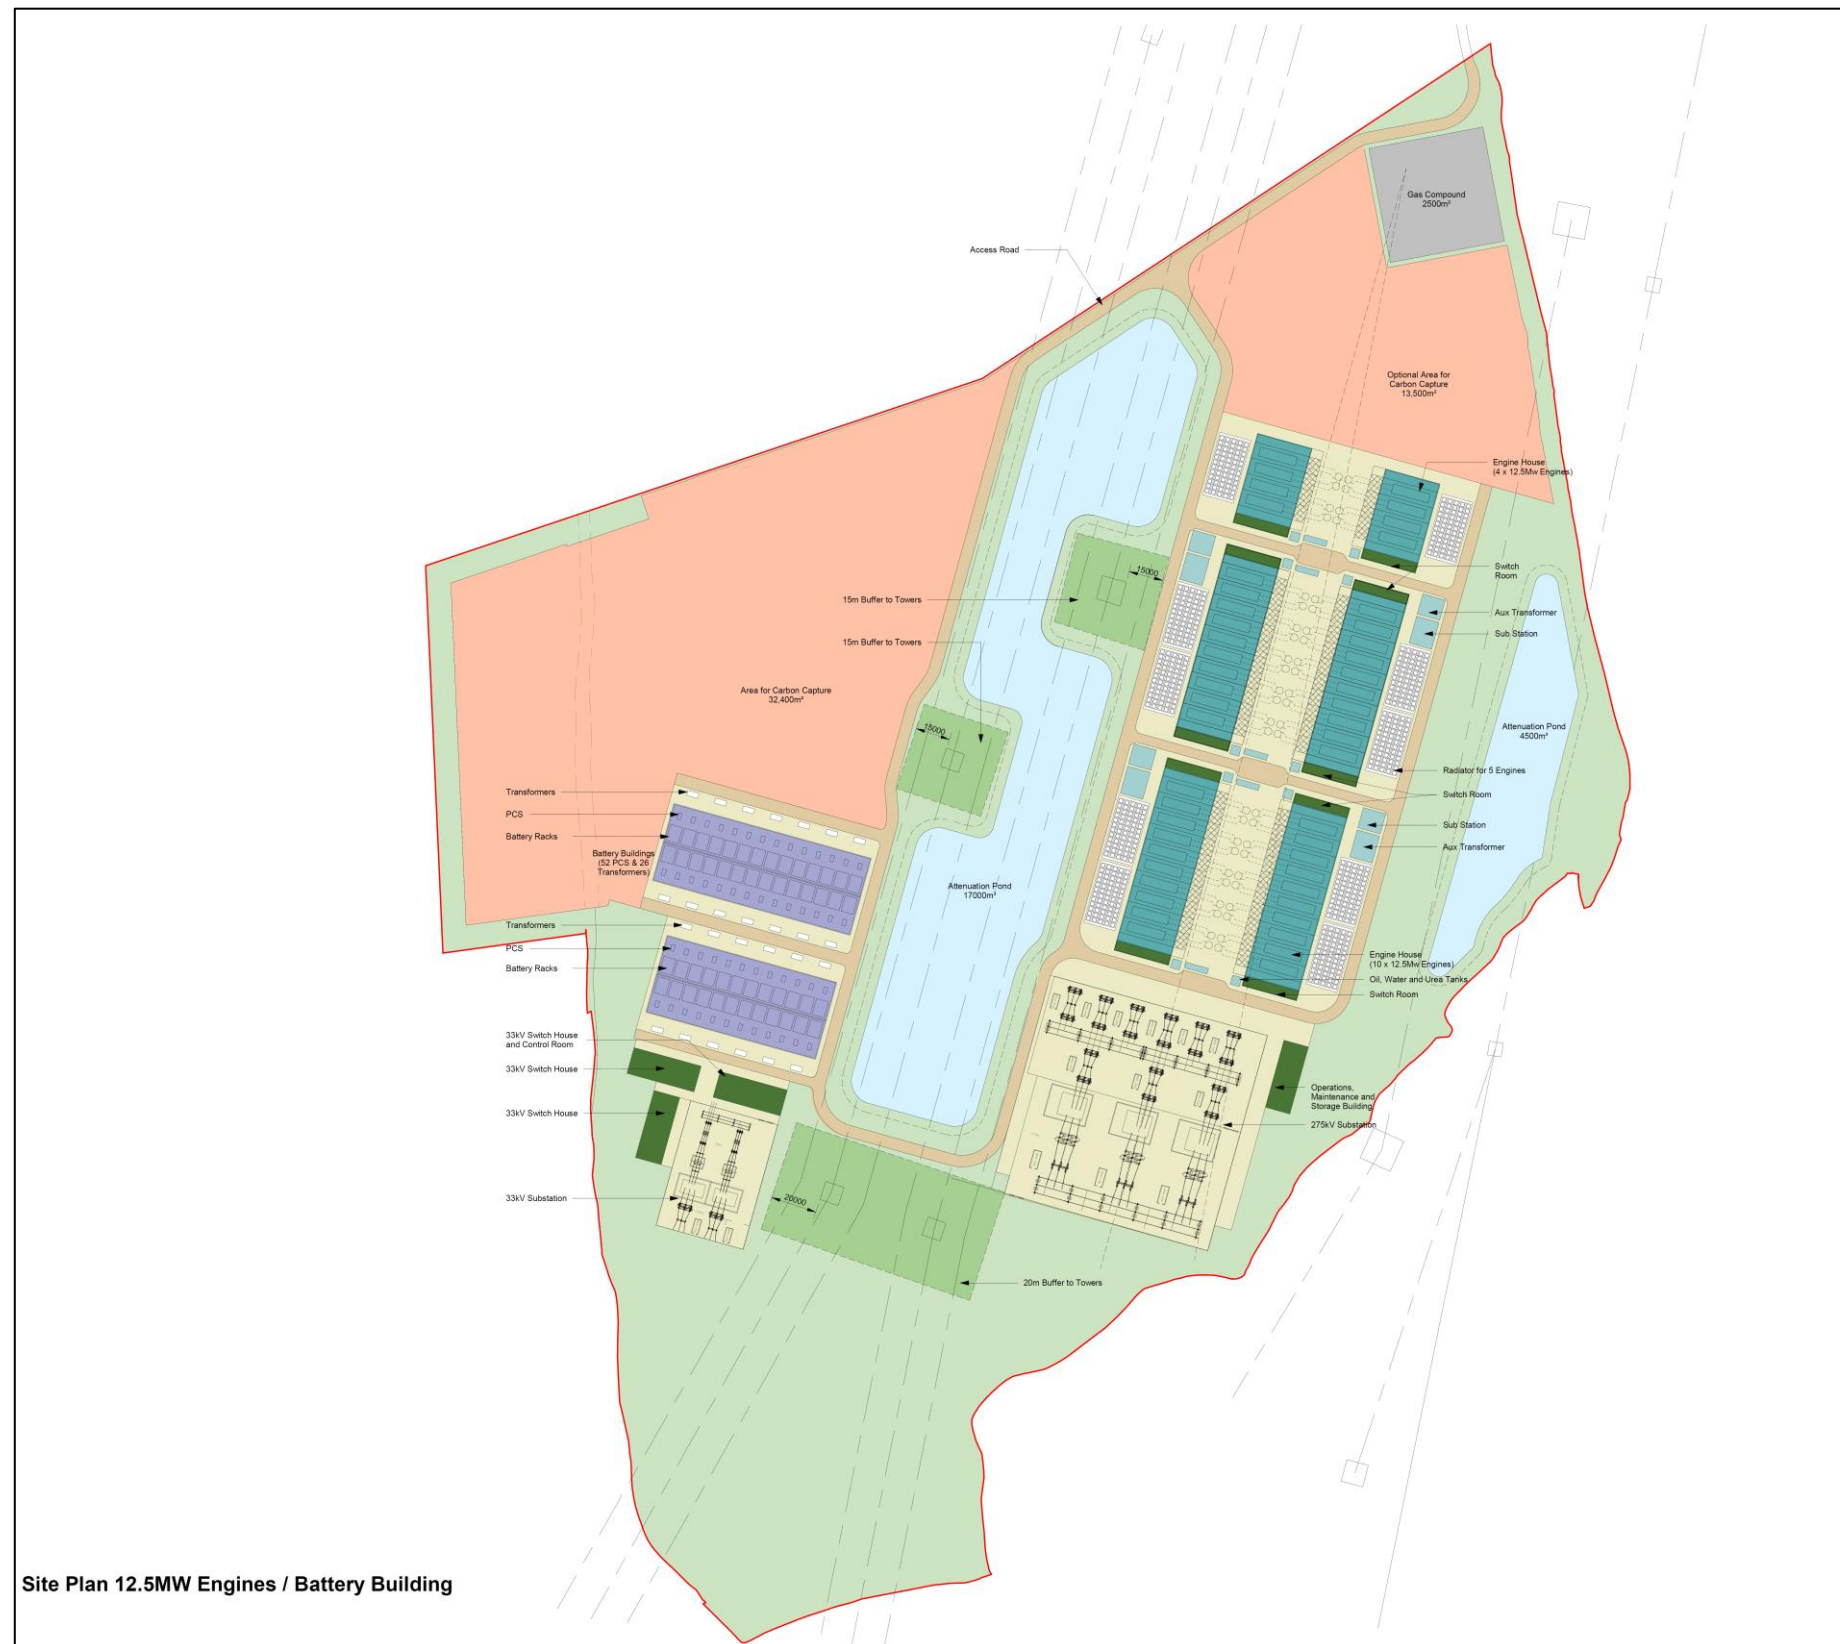 Gas Compound
2500m²
Access Road
Optional Area for
Carbon Capture
13,500m²
Engine House
(4 x 12.5Mw Engines)
Switch
Room
15000
15m Buffer to Towers
Aux Transformer
Sub Station
15m Buffer to Towers
Area for Carbon Capture
32,400m²
15000
Attenuation Pond
4500m²
Radiator for 5 Engines
Transformers
Switch Room
PCS
Sub Station
Battery Racks
Aux Transformer
Battery Buildings
(52 PCS & 26
Transformers)
Attenuation Pond
17000m³
Transformers
PCS
Battery Racks
Engine House
(10 x 12.5Mw Engines)
Oil, Water and Urea Tanks
Switch Room
33kV Switch House
and Control Room
33kV Switch House
Operations,
Maintenance and
Storage Building
33kV Switch House
275kV Substation
33kV Substation
20000
20m Buffer to Towers
Site Plan 12.5MW Engines / Battery Building